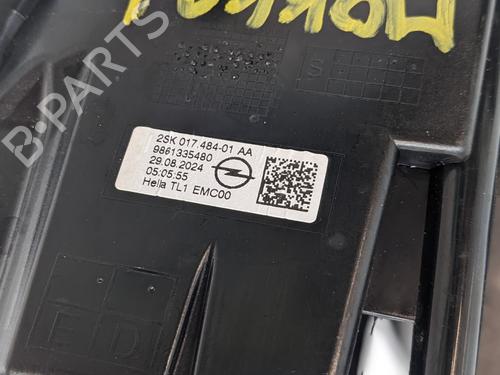 S
2SK 017.484-01 AA
9861335480
29.08.2024
05:05:55
Hella TL1 EMC00
B-PARTS
E D